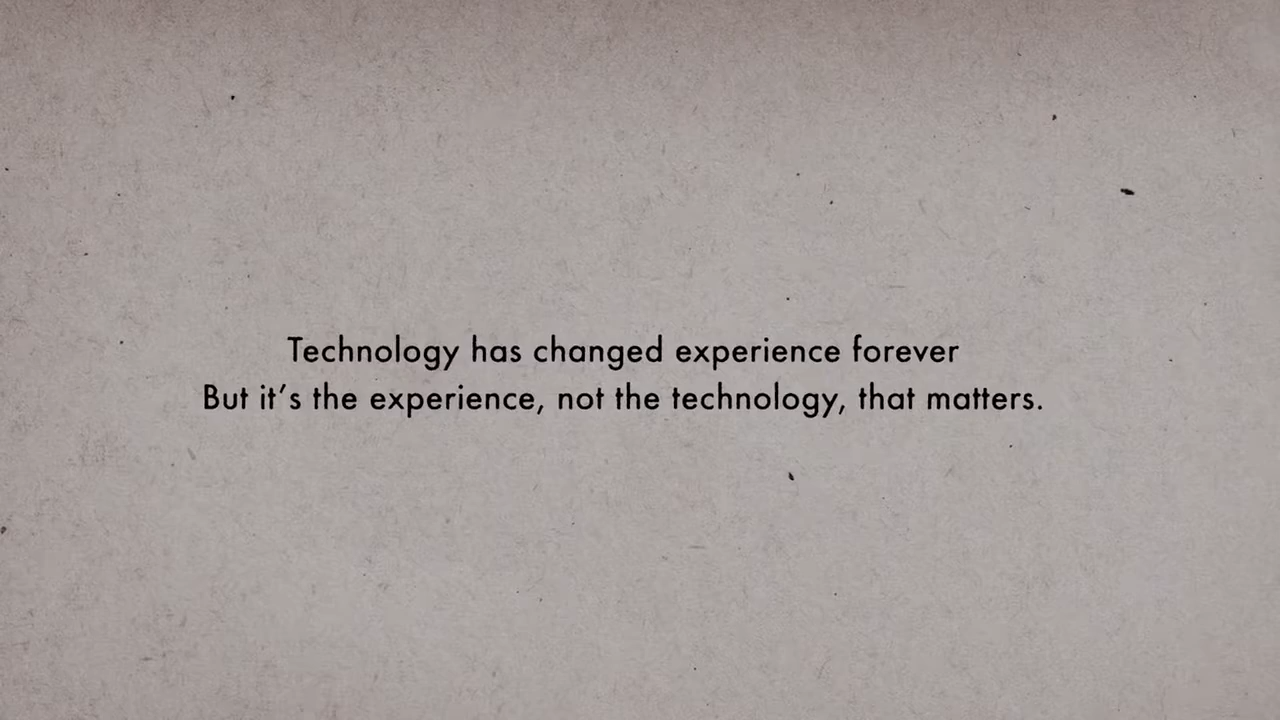 Technology has changed experience forever
But it’s the experience, not the technology, that matters.